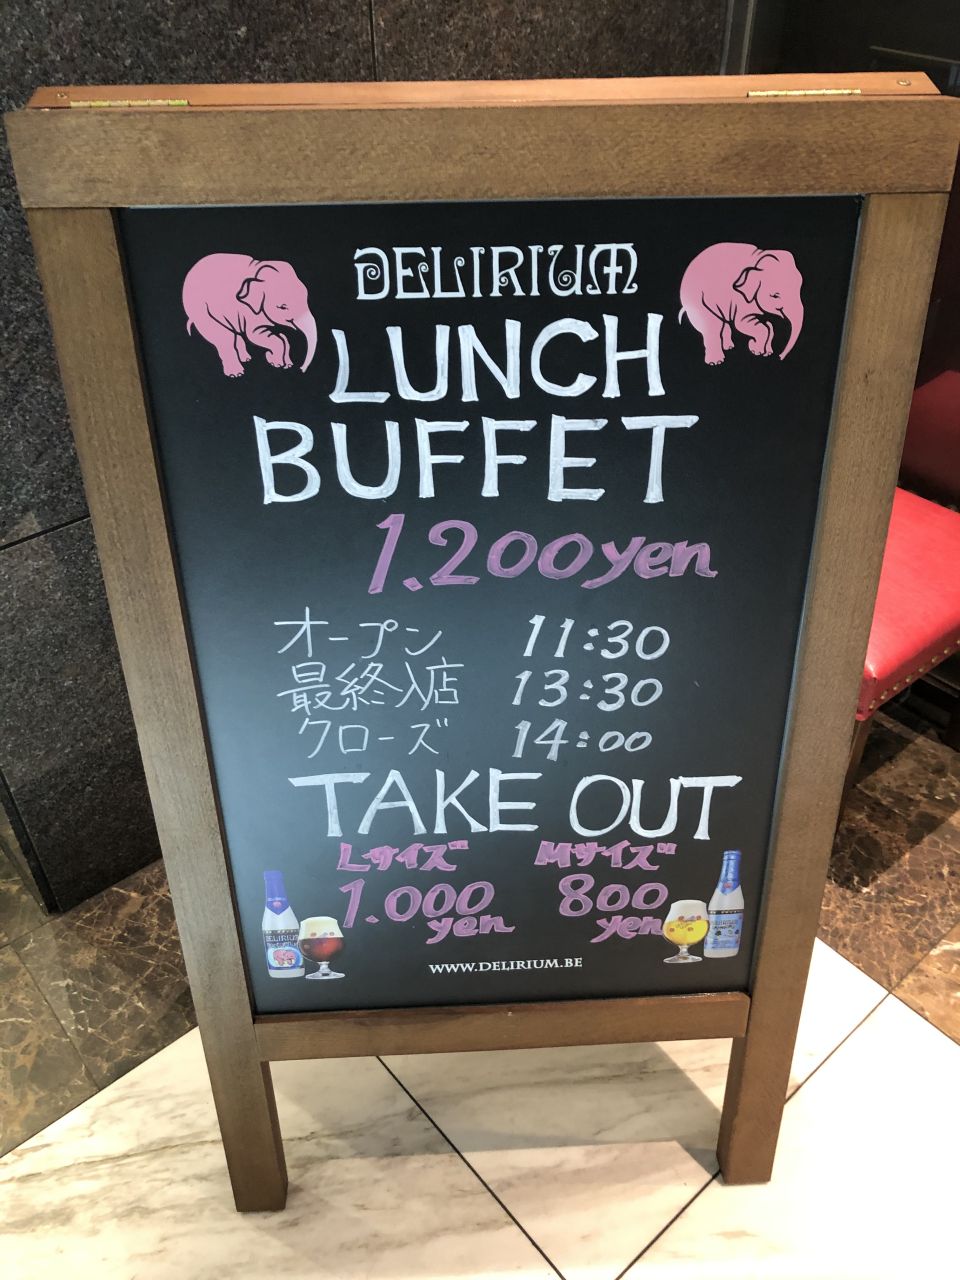 DELIRIUM
LUNCH
BUFFET
1.200yen
オープン 11:30
最終入店 13:30
クローズ 14:00
TAKE OUT
Lサイズ Mサイズ
1.000 800
yen yen
DELIRIUM
WWW.DELIRIUM.BE